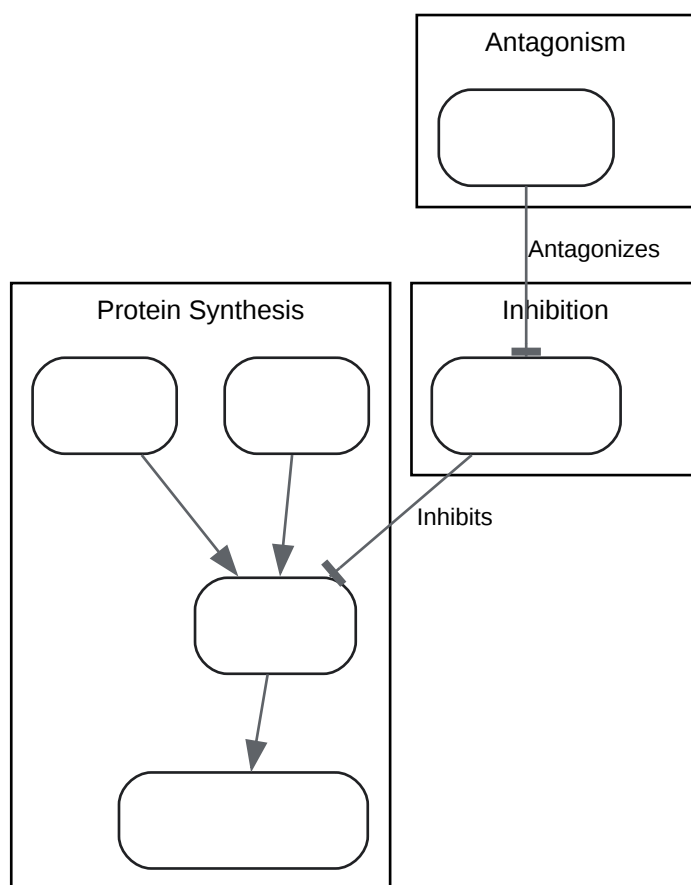 Antagonism
Antagonizes
Protein Synthesis
Inhibition
Inhibits